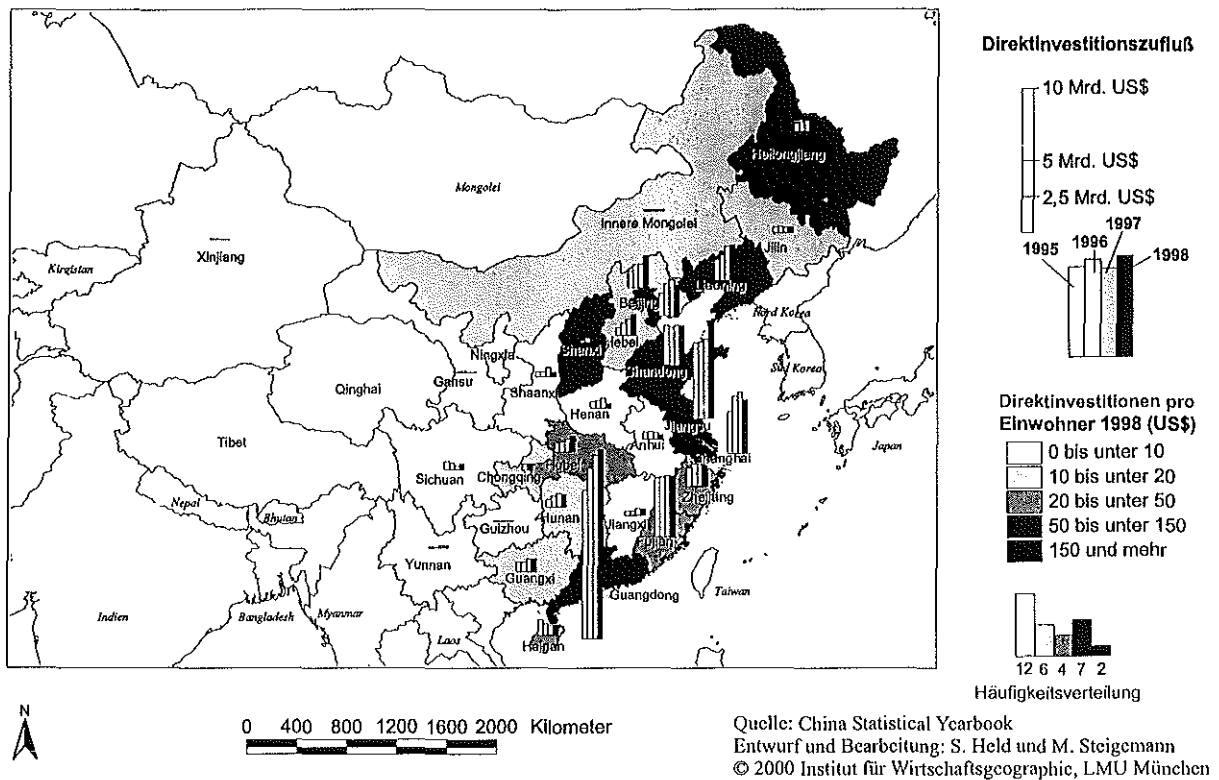 Direktinvestitionszufluß
10 Mrd. US$
5 Mrd. US$
2,5 Mrd. US$
1995
1996
1997
1998
Direktinvestitionen pro
Einwohner 1998 (US$)
0 bis unter 10
10 bis unter 20
20 bis unter 50
50 bis unter 150
150 und mehr
12 6 4 7 2
Häufigkeitsverteilung
Heilongjiang
Mongolei
Innere Mongolei
Jilin
Xinjiang
Kirgistan
Liaoning
Beijing
Nord Korea
Hebei
Shanxi
Ningxia
Süd Korea
Shandong
Qinghai
Gansu
Shaanxi
Henan
Jiangsu
Japan
Tibet
Anhui
Shanghai
Sichuan
Chongqing
Hubei
Zhejiang
Nepal
Bhutan
Hunan
Jiangxi
Guizhou
Fujian
Yunnan
Guangxi
Guangdong
Taiwan
Indien
Bangladesh
Myanmar
Laos
Hainan
N
0 400 800 1200 1600 2000 Kilometer
Quelle: China Statistical Yearbook
Entwurf und Bearbeitung: S. Held und M. Steigemann
© 2000 Institut für Wirtschaftsgeographie, LMU München